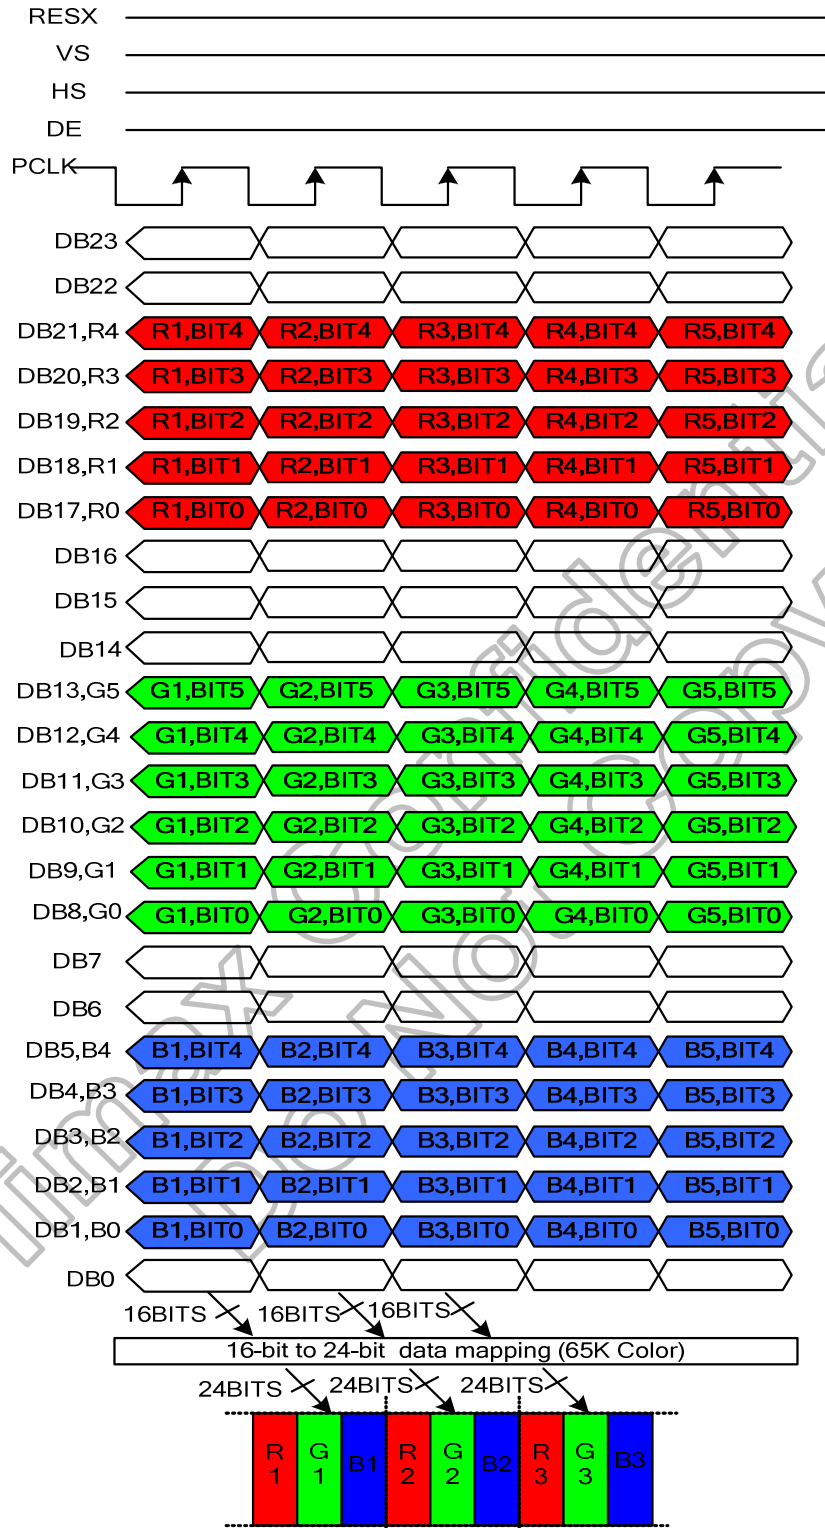 RESX
VS
HS
DE
PCLK
DB23
DB22
DB21,R4 R1,BIT4 R2,BIT4 R3,BIT4 R4,BIT4 R5,BIT4
DB20,R3 R1,BIT3 R2,BIT3 R3,BIT3 R4,BIT3 R5,BIT3
DB19,R2 R1,BIT2 R2,BIT2 R3,BIT2 R4,BIT2 R5,BIT2
DB18,R1 R1,BIT1 R2,BIT1 R3,BIT1 R4,BIT1 R5,BIT1
DB17,R0 R1,BIT0 R2,BIT0 R3,BIT0 R4,BIT0 R5,BIT0
DB16
DB15
DB14
DB13,G5 G1,BIT5 G2,BIT5 G3,BIT5 G4,BIT5 G5,BIT5
DB12,G4 G1,BIT4 G2,BIT4 G3,BIT4 G4,BIT4 G5,BIT4
DB11,G3 G1,BIT3 G2,BIT3 G3,BIT3 G4,BIT3 G5,BIT3
DB10,G2 G1,BIT2 G2,BIT2 G3,BIT2 G4,BIT2 G5,BIT2
DB9,G1 G1,BIT1 G2,BIT1 G3,BIT1 G4,BIT1 G5,BIT1
DB8,G0 G1,BIT0 G2,BIT0 G3,BIT0 G4,BIT0 G5,BIT0
DB7
DB6
DB5,B4 B1,BIT4 B2,BIT4 B3,BIT4 B4,BIT4 B5,BIT4
DB4,B3 B1,BIT3 B2,BIT3 B3,BIT3 B4,BIT3 B5,BIT3
DB3,B2 B1,BIT2 B2,BIT2 B3,BIT2 B4,BIT2 B5,BIT2
DB2,B1 B1,BIT1 B2,BIT1 B3,BIT1 B4,BIT1 B5,BIT1
DB1,B0 B1,BIT0 B2,BIT0 B3,BIT0 B4,BIT0 B5,BIT0
DB0
16BITS 16BITS 16BITS
16-bit to 24-bit data mapping (65K Color)
24BITS 24BITS 24BITS
R1 G1 B1 R2 G2 B2 R3 G3 B3
imax Confidentia
Do Not Copy